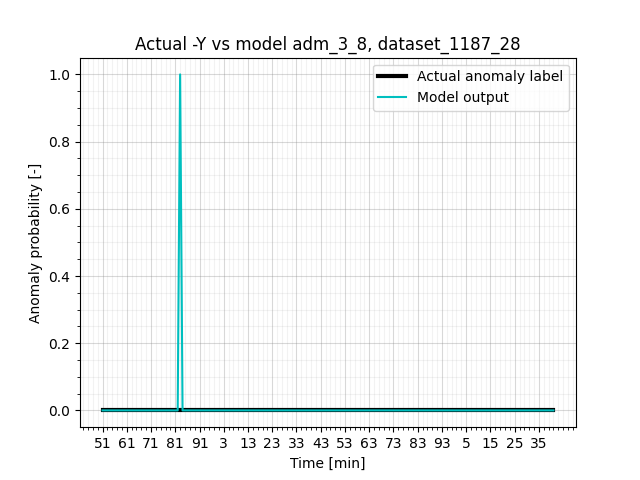 Actual -Y vs model adm_3_8, dataset_1187_28
Actual anomaly label
Model output
Anomaly probability [-]
1.0
0.8
0.6
0.4
0.2
0.0
51 61 71 81 91 3 13 23 33 43 53 63 73 83 93 5 15 25 35
Time [min]